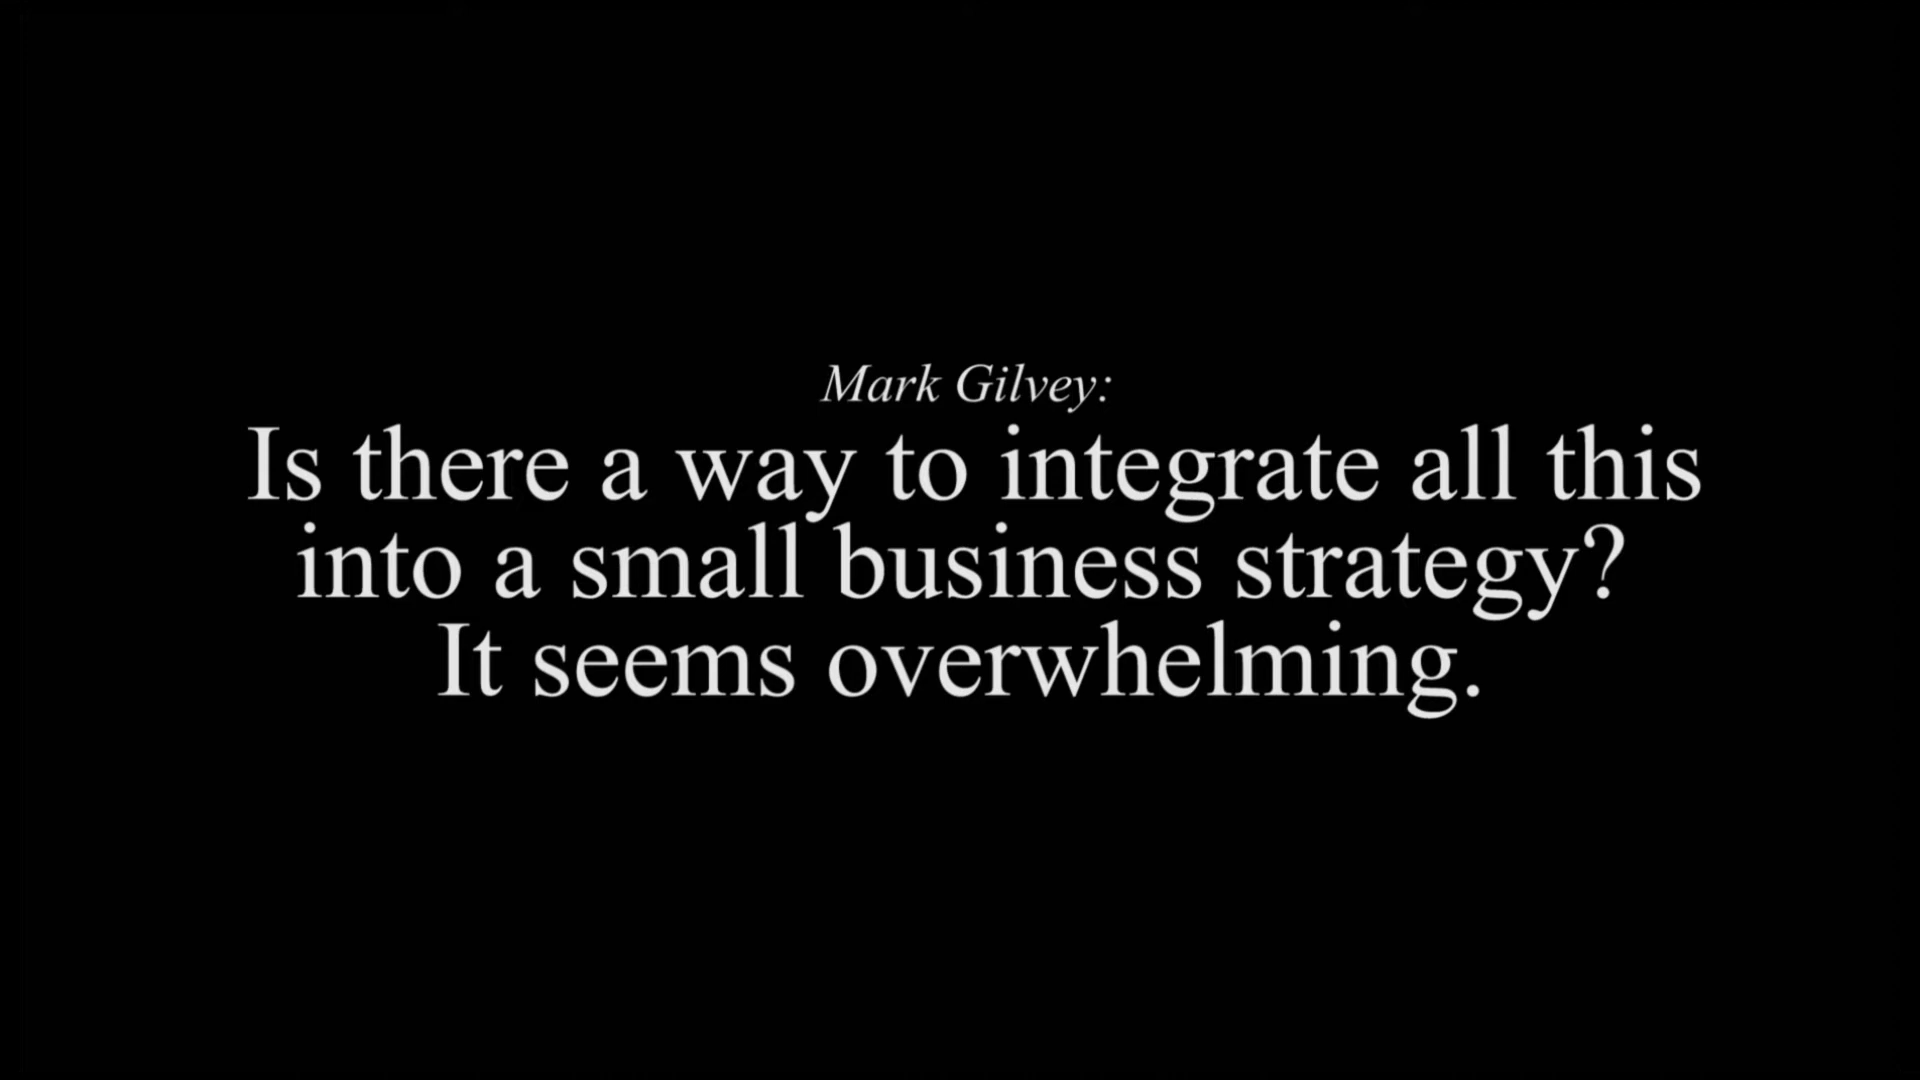 Mark Gilvey:
Is there a way to integrate all this
into a small business strategy?
It seems overwhelming.